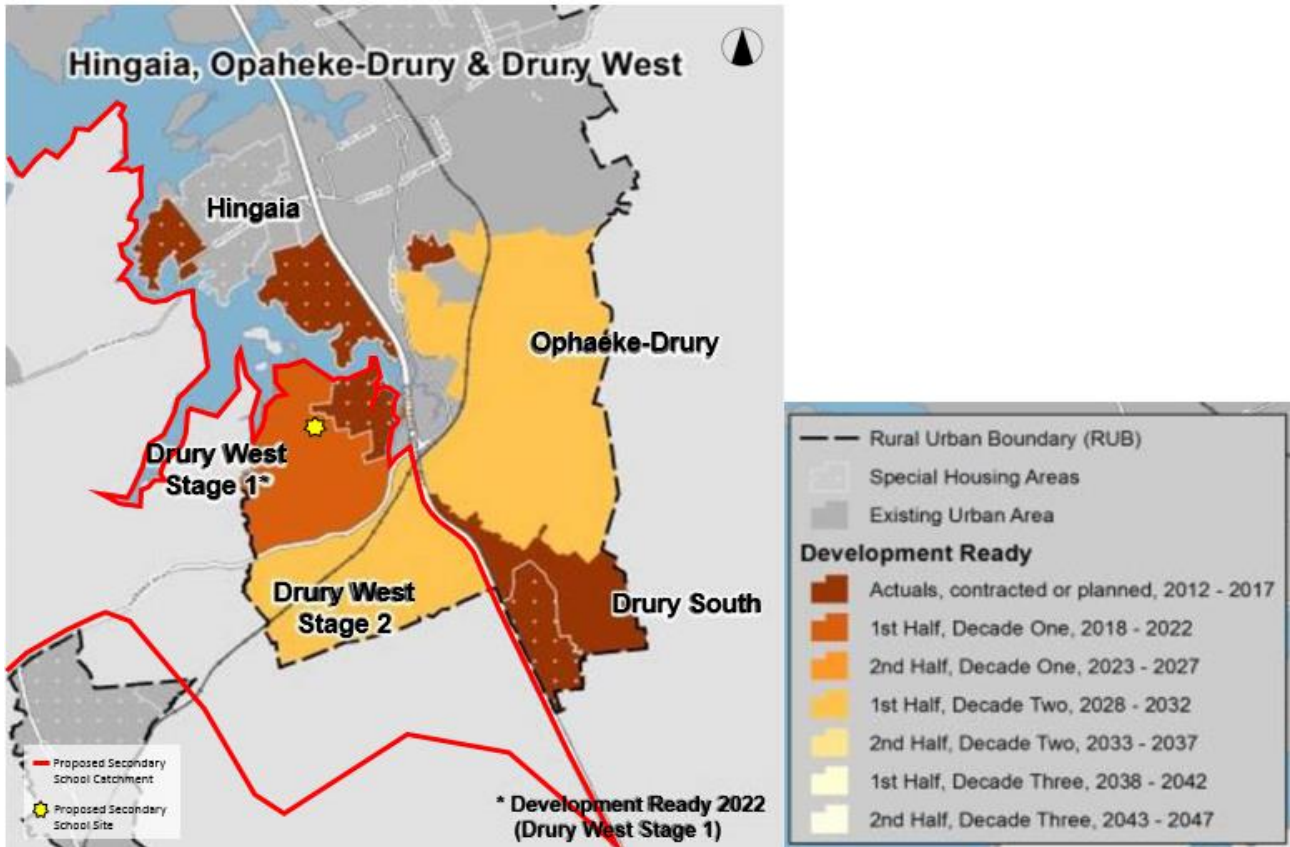 Hingaia, Opaheke-Drury & Drury West
Hingaia
Ophaeke-Drury
Drury West
Stage 1*
Drury West
Stage 2
Drury South
Proposed Secondary
School Catchment
Proposed Secondary
School Site
* Development Ready 2022
(Drury West Stage 1)
Rural Urban Boundary (RUB)
Special Housing Areas
Existing Urban Area
Development Ready
Actuals, contracted or planned, 2012 - 2017
1st Half, Decade One, 2018 - 2022
2nd Half, Decade One, 2023 - 2027
1st Half, Decade Two, 2028 - 2032
2nd Half, Decade Two, 2033 - 2037
1st Half, Decade Three, 2038 - 2042
2nd Half, Decade Three, 2043 - 2047